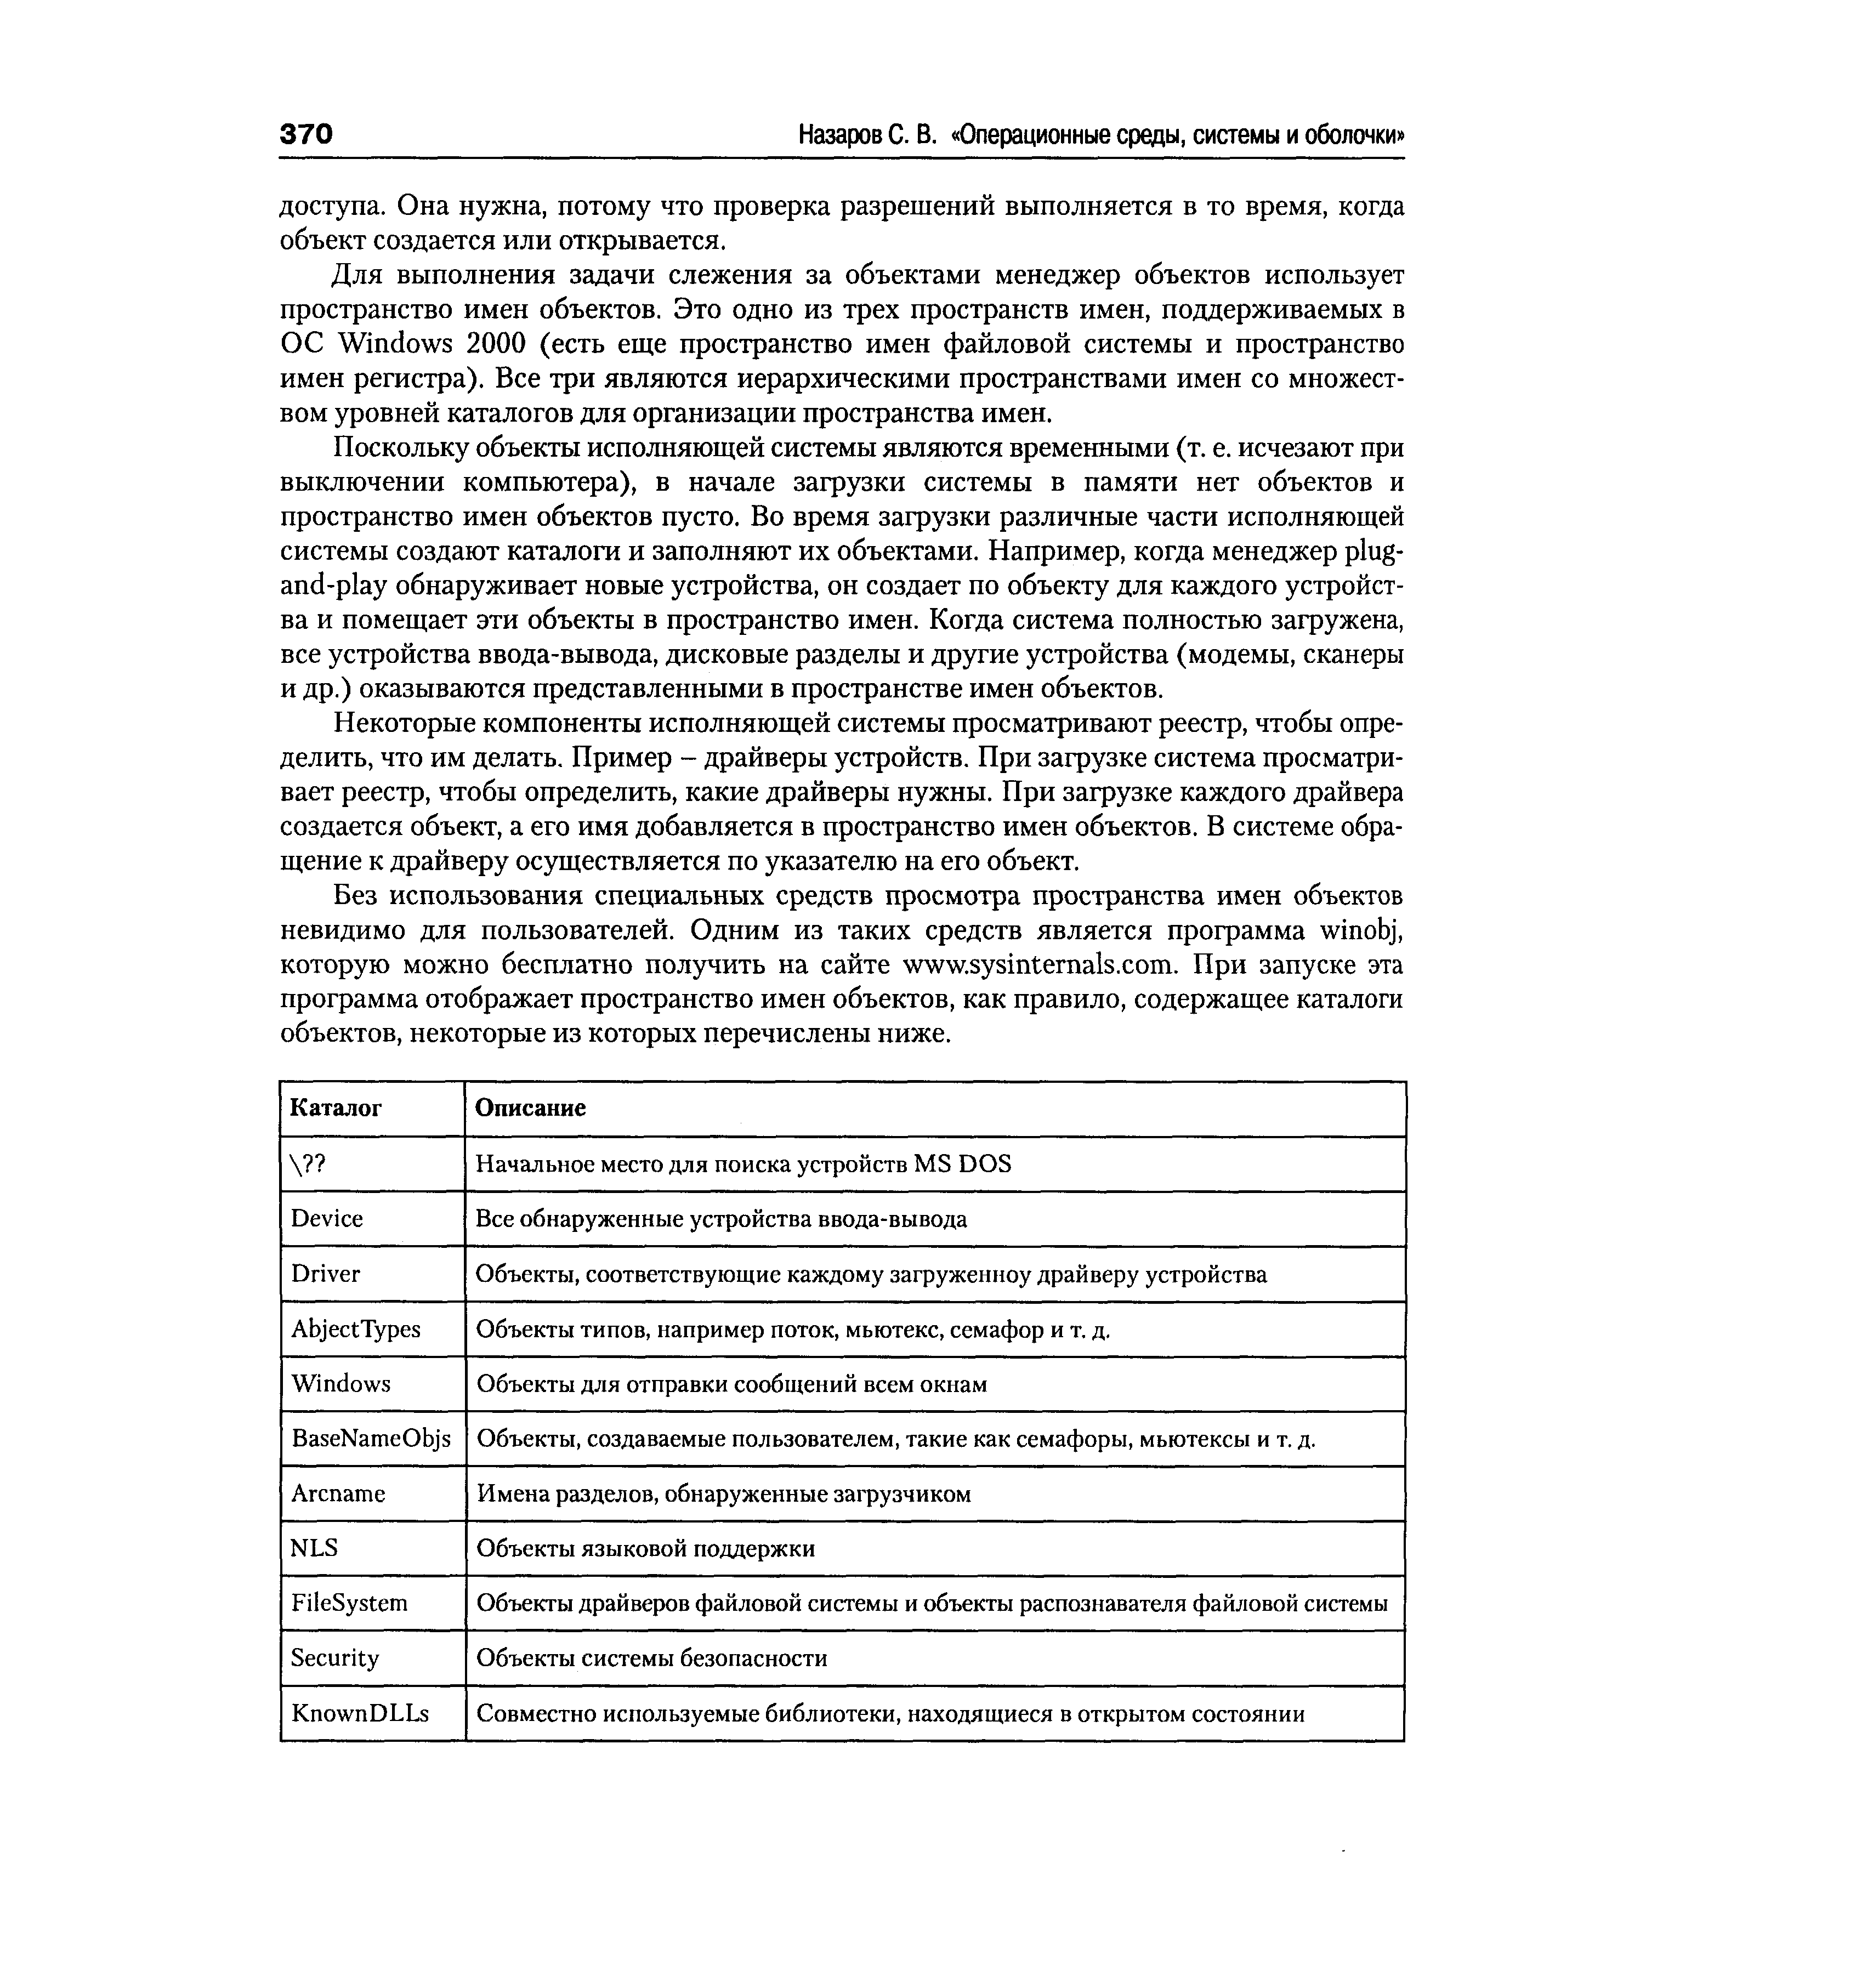 370 Назаров С. В. «Операционные среды, системы и оболочки»
доступа. Она нужна, потому что проверка разрешений выполняется в то время, когда
объект создается или открывается.
Для выполнения задачи слежения за объектами менеджер объектов использует
пространство имен объектов. Это одно из трех пространств имен, поддерживаемых в
ОС Windows 2000 (есть еще пространство имен файловой системы и пространство
имен регистра). Все три являются иерархическими пространствами имен со множест-
вом уровней каталогов для организации пространства имен.
Поскольку объекты исполняющей системы являются временными (т. е. исчезают при
выключении компьютера), в начале загрузки системы в памяти нет объектов и
пространство имен объектов пусто. Во время загрузки различные части исполняющей
системы создают каталоги и заполняют их объектами. Например, когда менеджер plug-
and-play обнаруживает новые устройства, он создает по объекту для каждого устройст-
ва и помещает эти объекты в пространство имен. Когда система полностью загружена,
все устройства ввода-вывода, дисковые разделы и другие устройства (модемы, сканеры
и др.) оказываются представленными в пространстве имен объектов.
Некоторые компоненты исполняющей системы просматривают реестр, чтобы опре-
делить, что им делать. Пример – драйверы устройств. При загрузке система просматри-
вает реестр, чтобы определить, какие драйверы нужны. При загрузке каждого драйвера
создается объект, а его имя добавляется в пространство имен объектов. В системе обра-
щение к драйверу осуществляется по указателю на его объект.
Без использования специальных средств просмотра пространства имен объектов
невидимо для пользователей. Одним из таких средств является программа winobj,
которую можно бесплатно получить на сайте www.sysinternals.com. При запуске эта
программа отображает пространство имен объектов, как правило, содержащее каталоги
объектов, некоторые из которых перечислены ниже.
Каталог Описание
\?? Начальное место для поиска устройств MS DOS
Device Все обнаруженные устройства ввода-вывода
Driver Объекты, соответствующие каждому загруженноу драйверу устройства
AbjectTypes Объекты типов, например поток, мьютекс, семафор и т. д.
Windows Объекты для отправки сообщений всем окнам
BaseNameObjs Объекты, создаваемые пользователем, такие как семафоры, мьютексы и т. д.
Arcname Имена разделов, обнаруженные загрузчиком
NLS Объекты языковой поддержки
FileSystem Объекты драйверов файловой системы и объекты распознавателя файловой системы
Security Объекты системы безопасности
KnownDLLs Совместно используемые библиотеки, находящиеся в открытом состоянии